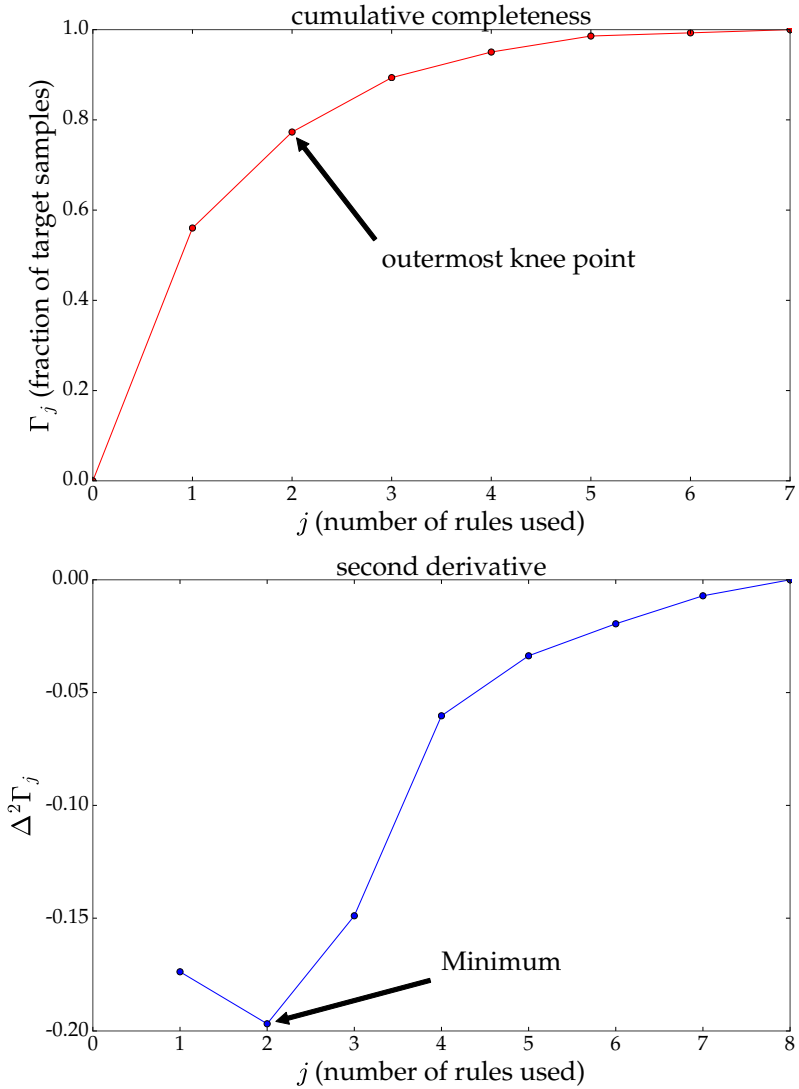 cumulative completeness
1.0
0.8
0.6
0.4
0.2
0.0
Γj (fraction of target samples)
outermost knee point
0 1 2 3 4 5 6 7
j (number of rules used)
second derivative
0.00
-0.05
-0.10
-0.15
-0.20
Δ²Γj
Minimum
0 1 2 3 4 5 6 7 8
j (number of rules used)